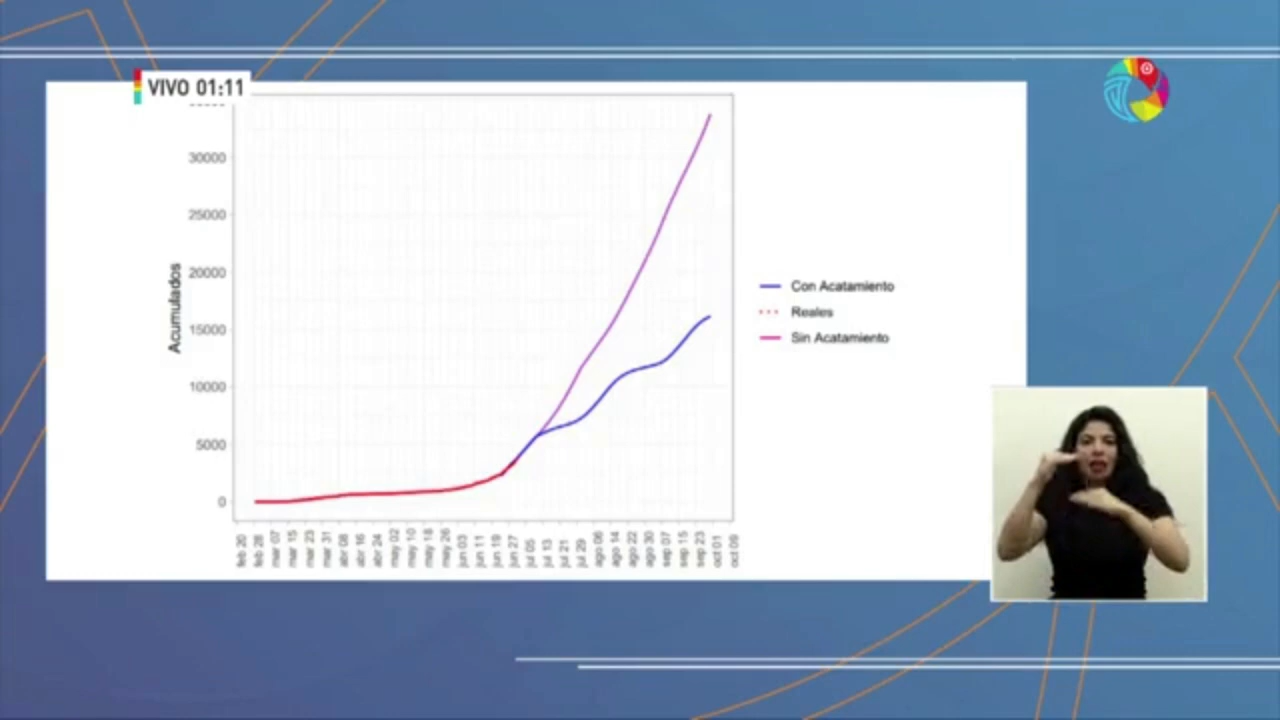 VIVO 01:11
30000
25000
20000
15000
10000
5000
0
Acumulados
feb 20
feb 28
mar 07
mar 15
mar 23
mar 31
abr 08
abr 16
abr 24
may 02
may 10
may 18
may 26
jun 03
jun 11
jun 19
jun 27
jul 05
jul 13
jul 21
jul 29
ago 06
ago 14
ago 22
ago 30
sep 07
sep 15
sep 23
oct 01
oct 09
Con Acatamiento
Reales
Sin Acatamiento